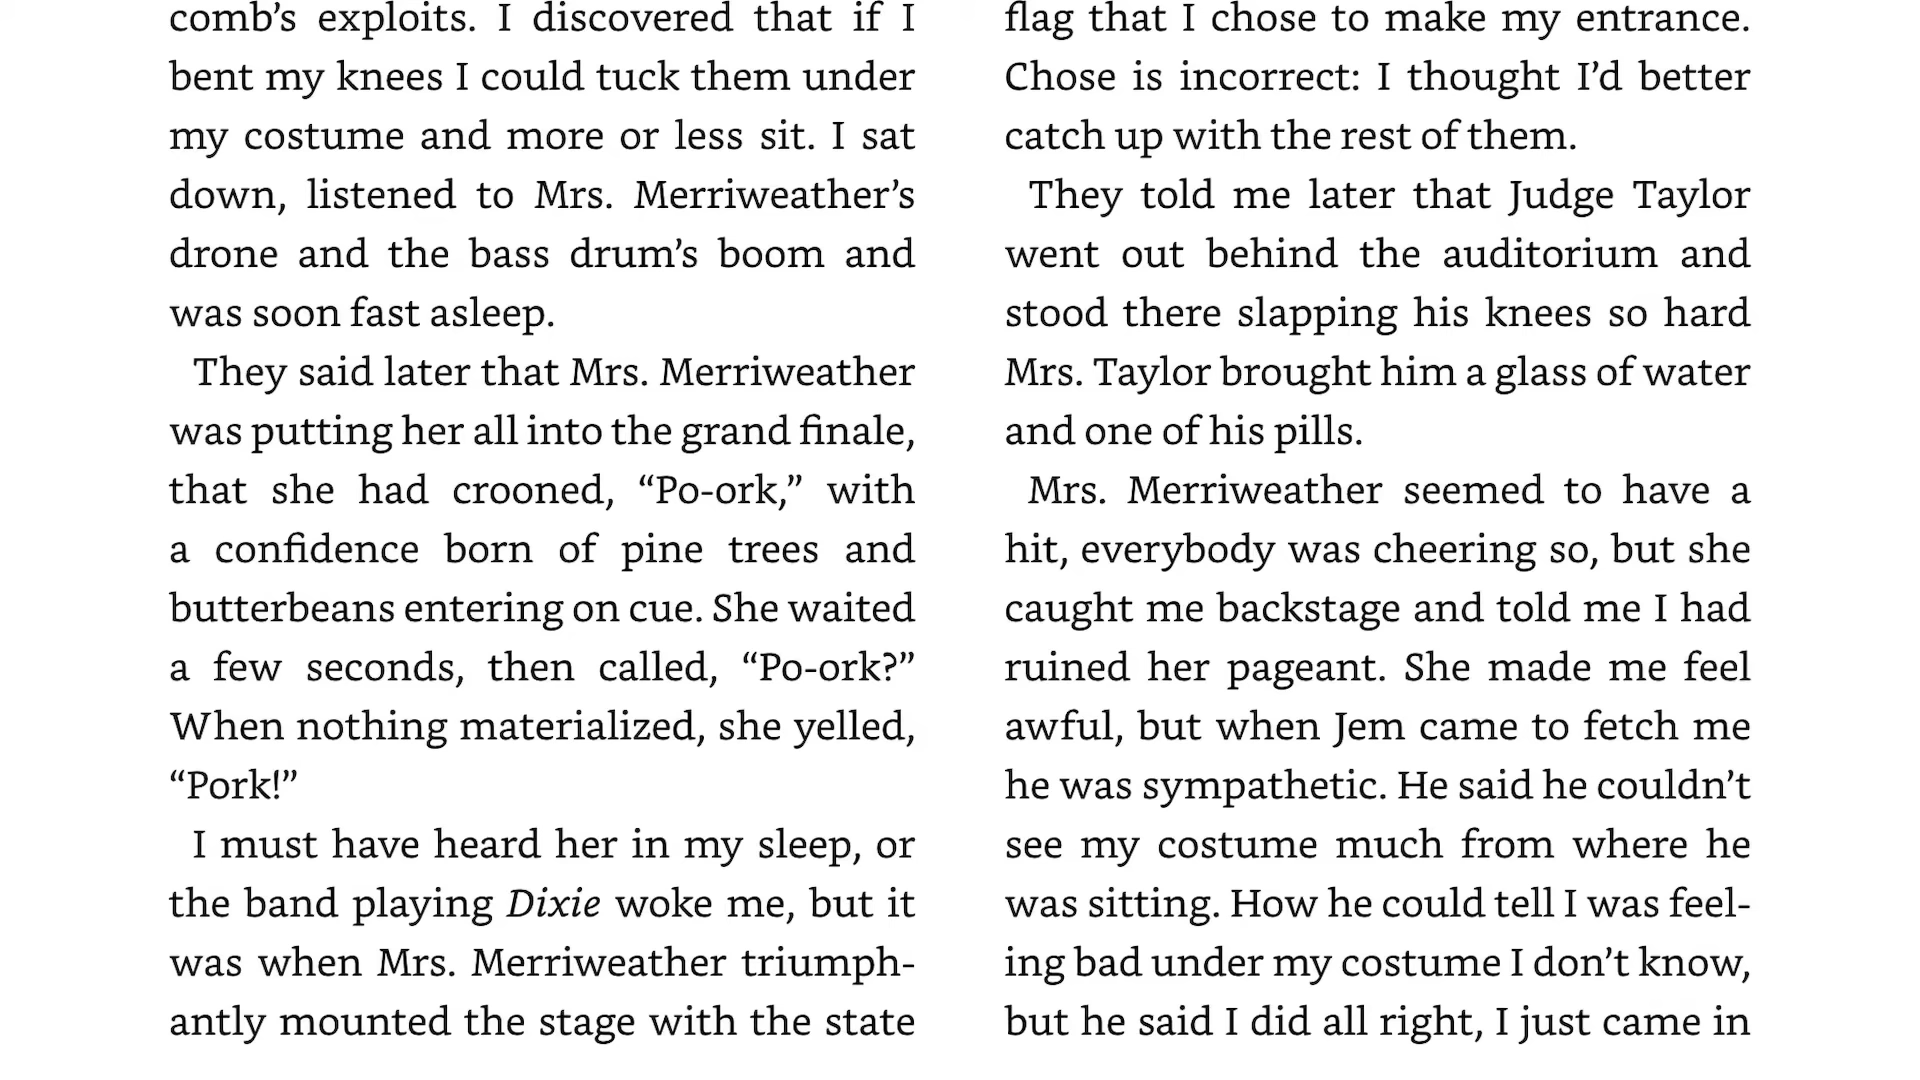 comb’s exploits. I discovered that if I
bent my knees I could tuck them under
my costume and more or less sit. I sat
down, listened to Mrs. Merriweather’s
drone and the bass drum’s boom and
was soon fast asleep.
They said later that Mrs. Merriweather
was putting her all into the grand finale,
that she had crooned, “Po-ork,” with
a confidence born of pine trees and
butterbeans entering on cue. She waited
a few seconds, then called, “Po-ork?”
When nothing materialized, she yelled,
“Pork!”
I must have heard her in my sleep, or
the band playing Dixie woke me, but it
was when Mrs. Merriweather triumph-
antly mounted the stage with the state
flag that I chose to make my entrance.
Chose is incorrect: I thought I’d better
catch up with the rest of them.
They told me later that Judge Taylor
went out behind the auditorium and
stood there slapping his knees so hard
Mrs. Taylor brought him a glass of water
and one of his pills.
Mrs. Merriweather seemed to have a
hit, everybody was cheering so, but she
caught me backstage and told me I had
ruined her pageant. She made me feel
awful, but when Jem came to fetch me
he was sympathetic. He said he couldn’t
see my costume much from where he
was sitting. How he could tell I was feel-
ing bad under my costume I don’t know,
but he said I did all right, I just came in